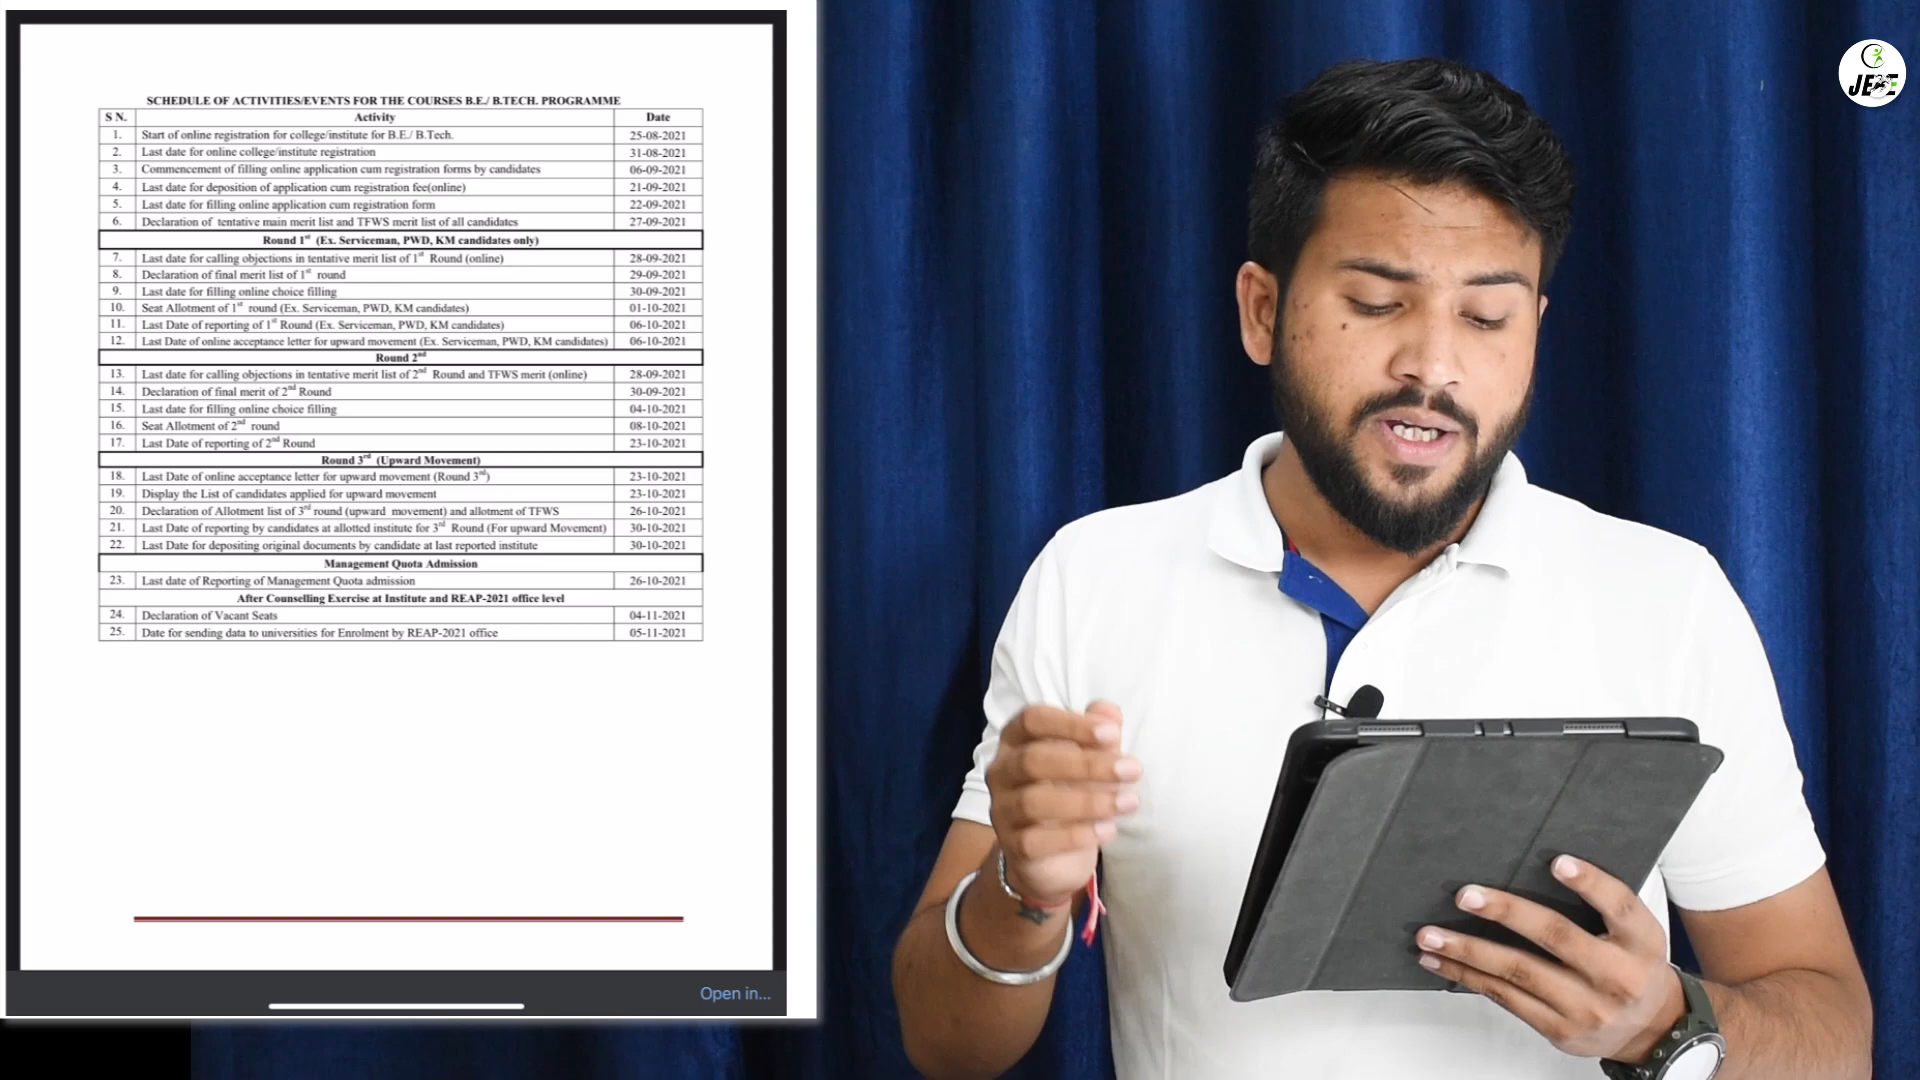 SCHEDULE OF ACTIVITIES/EVENTS FOR THE COURSES B.E./ B.TECH. PROGRAMME
S N. Activity Date
1. Start of online registration for college/institute for B.E./ B.Tech. 25-08-2021
2. Last date for online college/institute registration 31-08-2021
3. Commencement of filling online application cum registration forms by candidates 06-09-2021
4. Last date for deposition of application cum registration fee(online) 21-09-2021
5. Last date for filling online application cum registration form 22-09-2021
6. Declaration of tentative main merit list and TFWS merit list of all candidates 27-09-2021
Round 1st (Ex. Serviceman, PWD, KM candidates only)
7. Last date for calling objections in tentative merit list of 1st Round (online) 28-09-2021
8. Declaration of final merit list of 1st round 29-09-2021
9. Last date for filling online choice filling 30-09-2021
10. Seat Allotment of 1st round (Ex. Serviceman, PWD, KM candidates) 01-10-2021
11. Last Date of reporting of 1st Round (Ex. Serviceman, PWD, KM candidates) 06-10-2021
12. Last Date of online acceptance letter for upward movement (Ex. Serviceman, PWD, KM candidates) 06-10-2021
Round 2nd
13. Last date for calling objections in tentative merit list of 2nd Round and TFWS merit (online) 28-09-2021
14. Declaration of final merit of 2nd Round 30-09-2021
15. Last date for filling online choice filling 04-10-2021
16. Seat Allotment of 2nd round 08-10-2021
17. Last Date of reporting of 2nd Round 23-10-2021
Round 3rd (Upward Movement)
18. Last Date of online acceptance letter for upward movement (Round 3rd) 23-10-2021
19. Display the List of candidates applied for upward movement 23-10-2021
20. Declaration of Allotment list of 3rd round (upward movement) and allotment of TFWS 26-10-2021
21. Last Date of reporting by candidates at allotted institute for 3rd Round (For upward Movement) 30-10-2021
22. Last Date for depositing original documents by candidate at last reported institute 30-10-2021
Management Quota Admission
23. Last date of Reporting of Management Quota admission 26-10-2021
After Counselling Exercise at Institute and REAP-2021 office level
24. Declaration of Vacant Seats 04-11-2021
25. Date for sending data to universities for Enrolment by REAP-2021 office 05-11-2021
Open in...